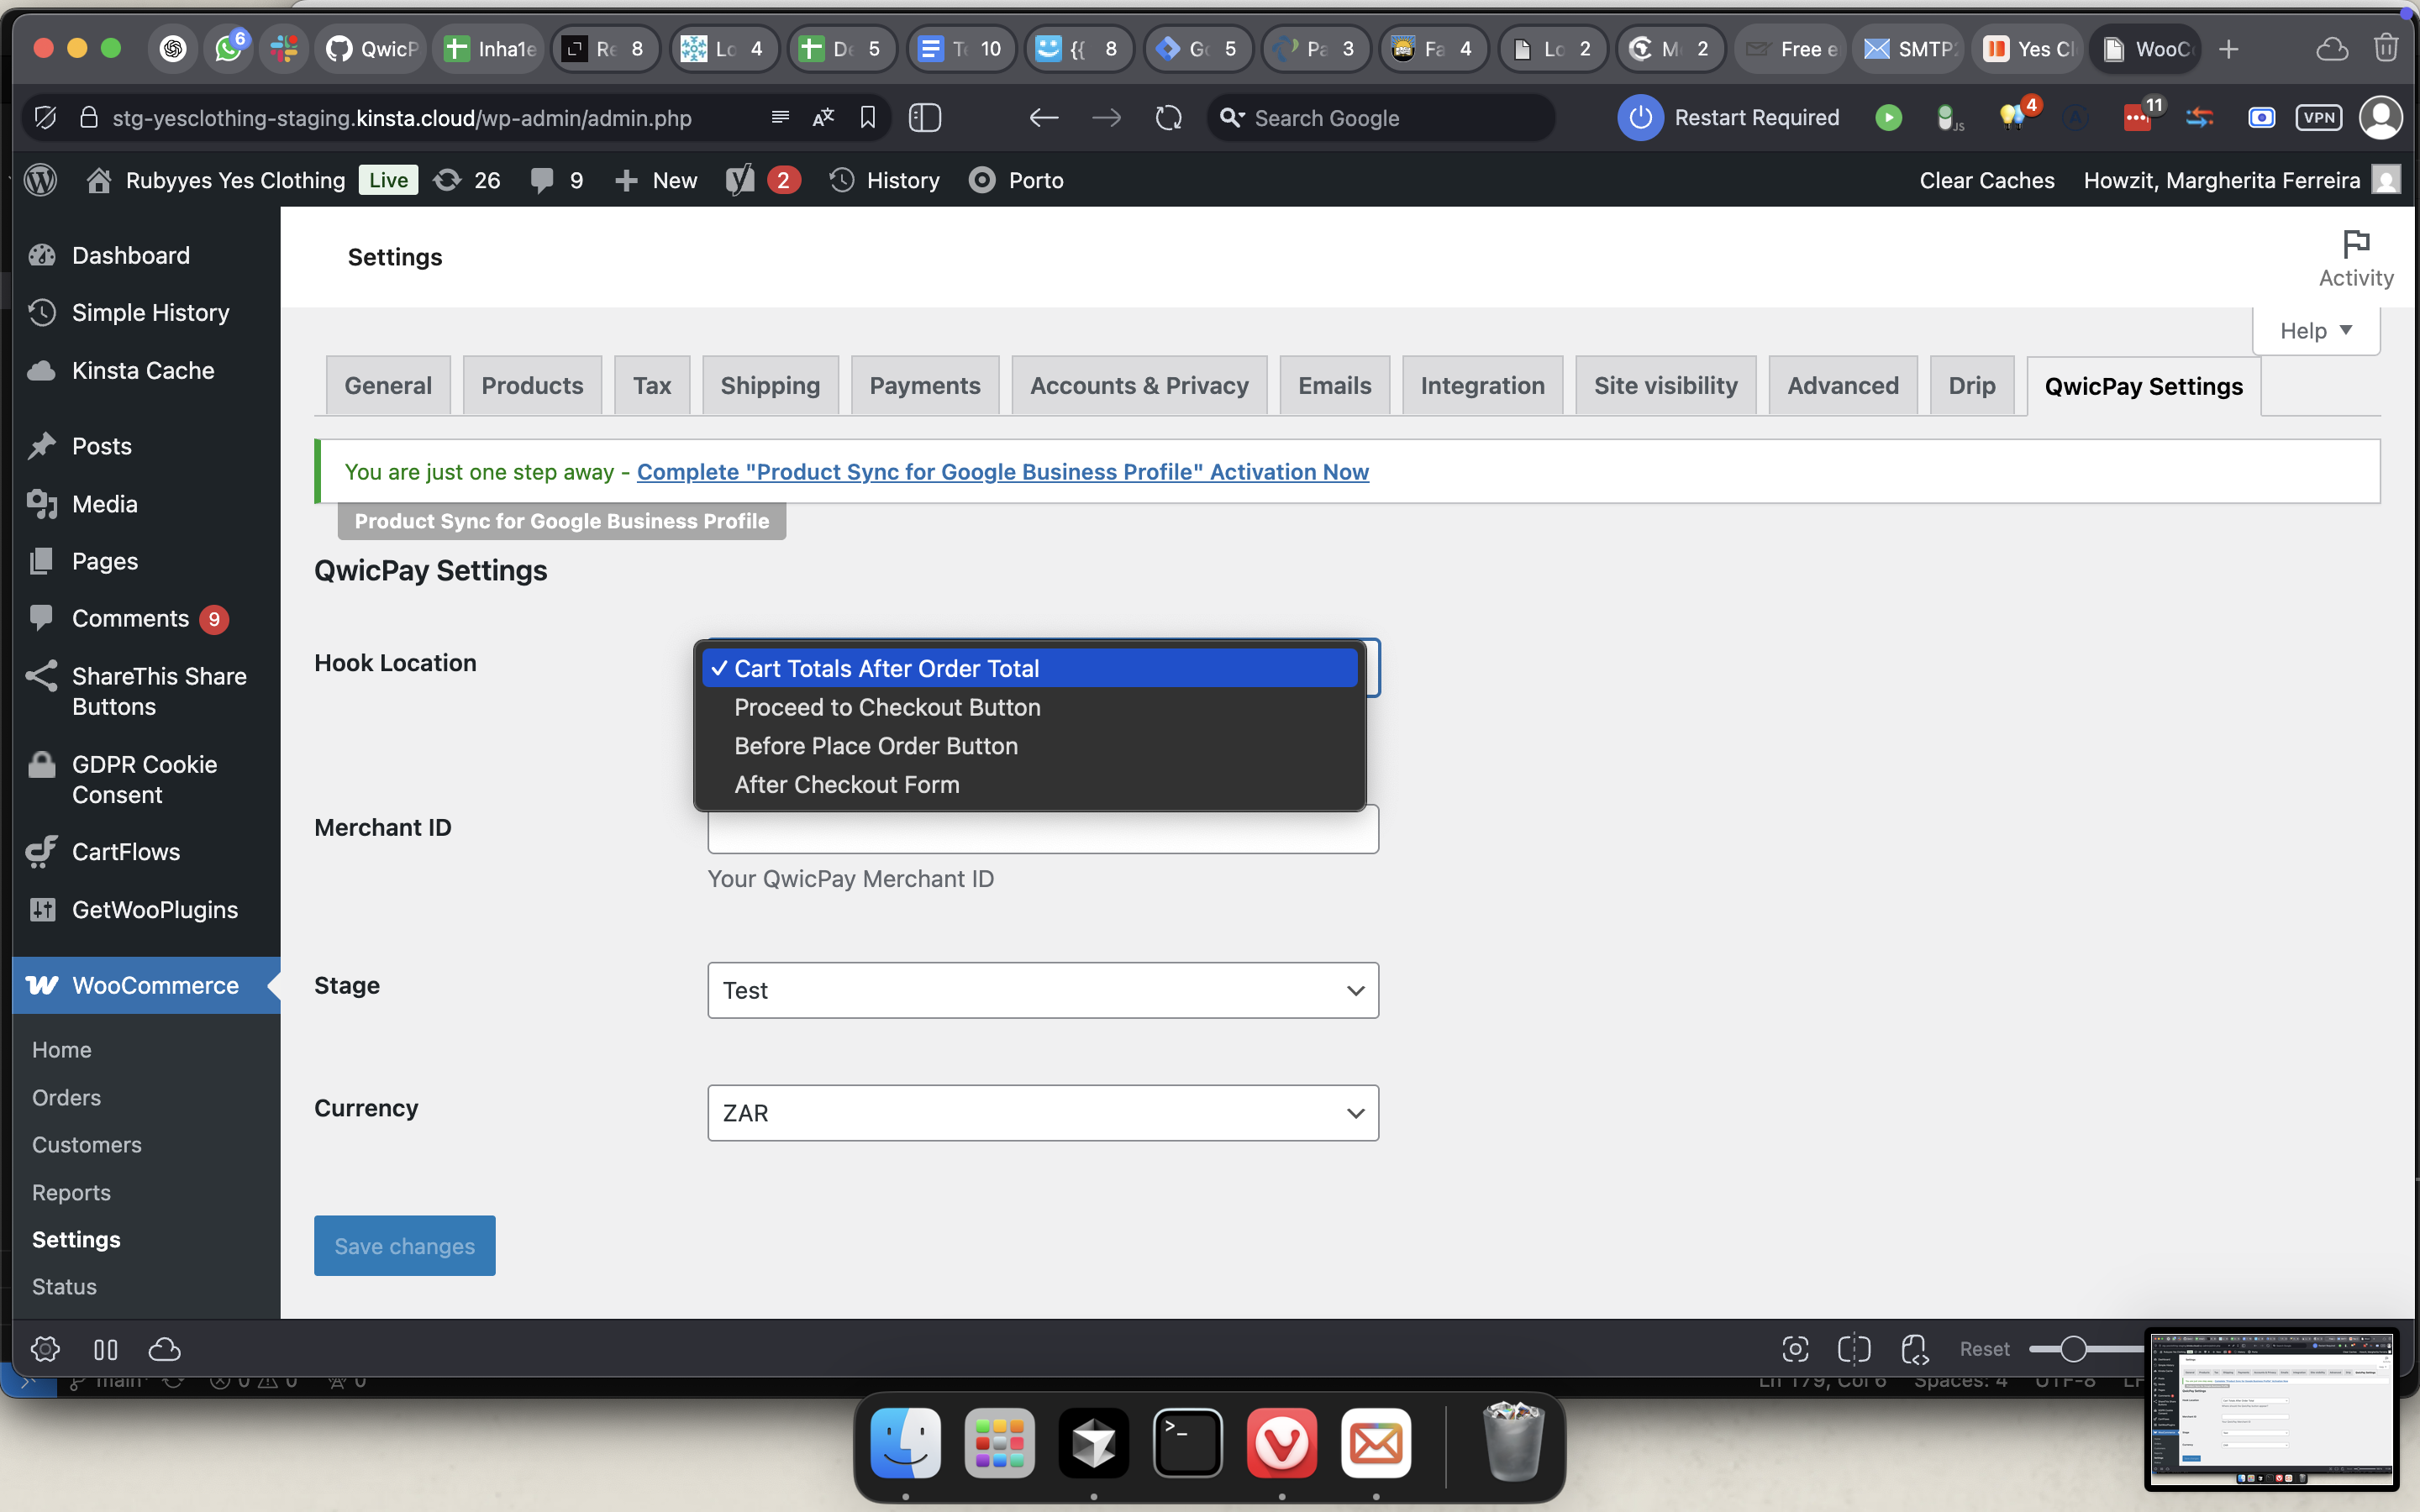 6
QwicP
Inha1e
Re 8
Lo 4
De 5
Te 10
{{ 8
Go 5
Pa 3
Fa 4
Lo 2
M 2
Free e
SMTP
Yes Cl
WooC
stg-yesclothing-staging.kinsta.cloud/wp-admin/admin.php
Search Google
Restart Required
JS
4
11
VPN
Rubyyes Yes Clothing
Live
26
9
New
2
History
Porto
Clear Caches
Howzit, Margherita Ferreira
Dashboard
Simple History
Kinsta Cache
Posts
Media
Pages
Comments 9
ShareThis Share
Buttons
GDPR Cookie
Consent
CartFlows
GetWooPlugins
WooCommerce
Home
Orders
Customers
Reports
Settings
Status
Settings
Activity
Help
General
Products
Tax
Shipping
Payments
Accounts & Privacy
Emails
Integration
Site visibility
Advanced
Drip
QwicPay Settings
You are just one step away - Complete "Product Sync for Google Business Profile" Activation Now
Product Sync for Google Business Profile
QwicPay Settings
Hook Location
✓ Cart Totals After Order Total
Proceed to Checkout Button
Before Place Order Button
After Checkout Form
Merchant ID
Your QwicPay Merchant ID
Stage
Test
Currency
ZAR
Save changes
Reset
main*
0
0
0
Ln 179, Col 6
Spaces: 4
UTF-8
LF